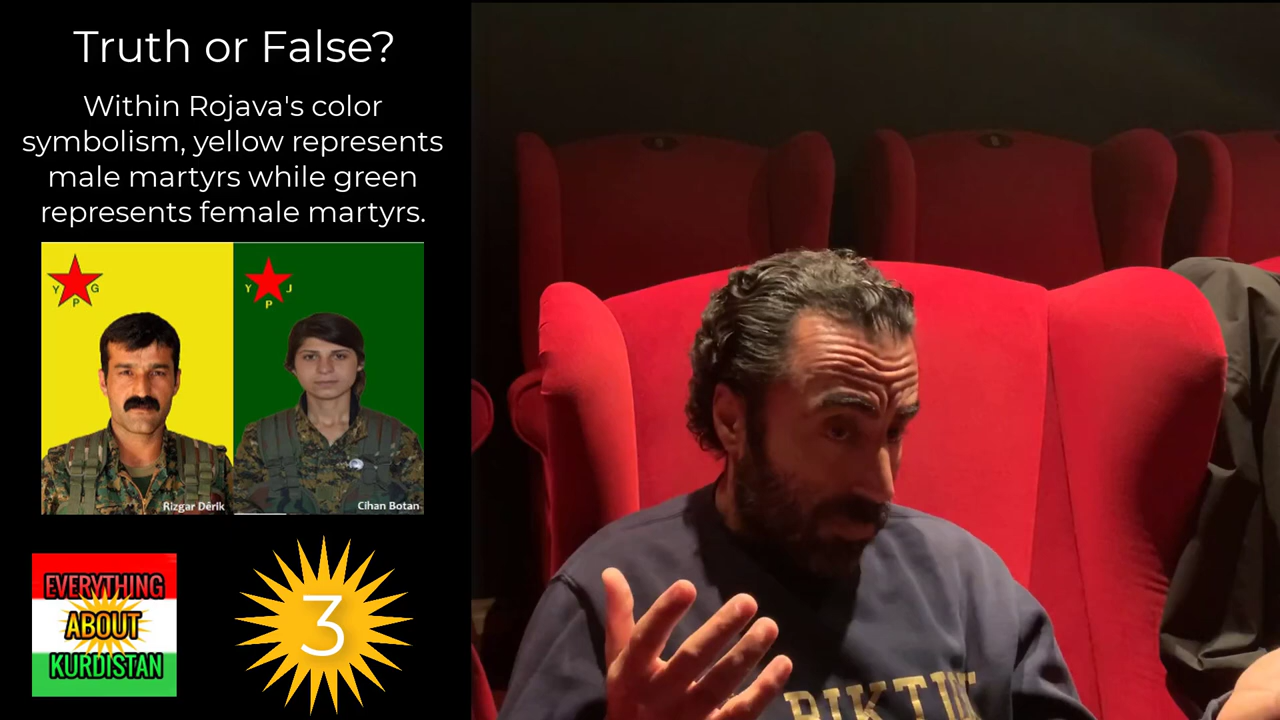 Truth or False?
Within Rojava's color
symbolism, yellow represents
male martyrs while green
represents female martyrs.
Y G
P
Y J
P
Rizgar Dêrik
Cihan Botan
EVERYTHING
ABOUT
KURDISTAN
3